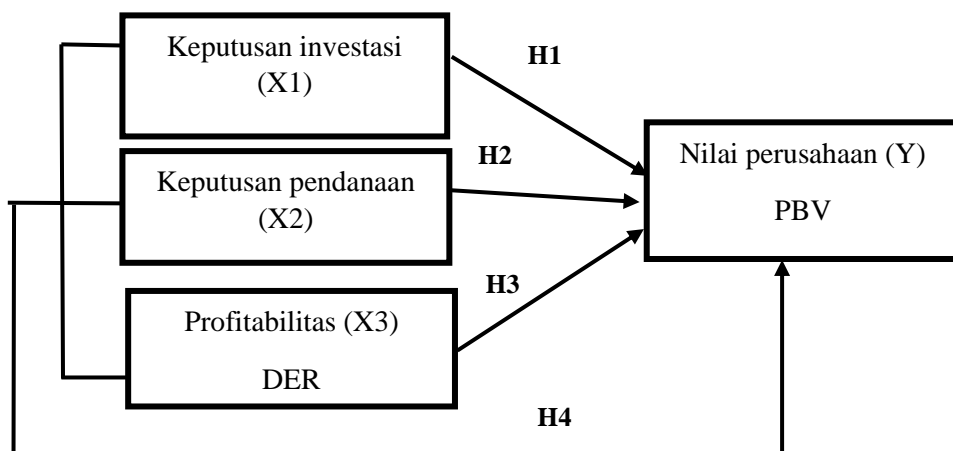 Keputusan investasi
(X1)
H1
Keputusan pendanaan
(X2)
H2
Nilai perusahaan (Y)
PBV
Profitabilitas (X3)
DER
H3
H4